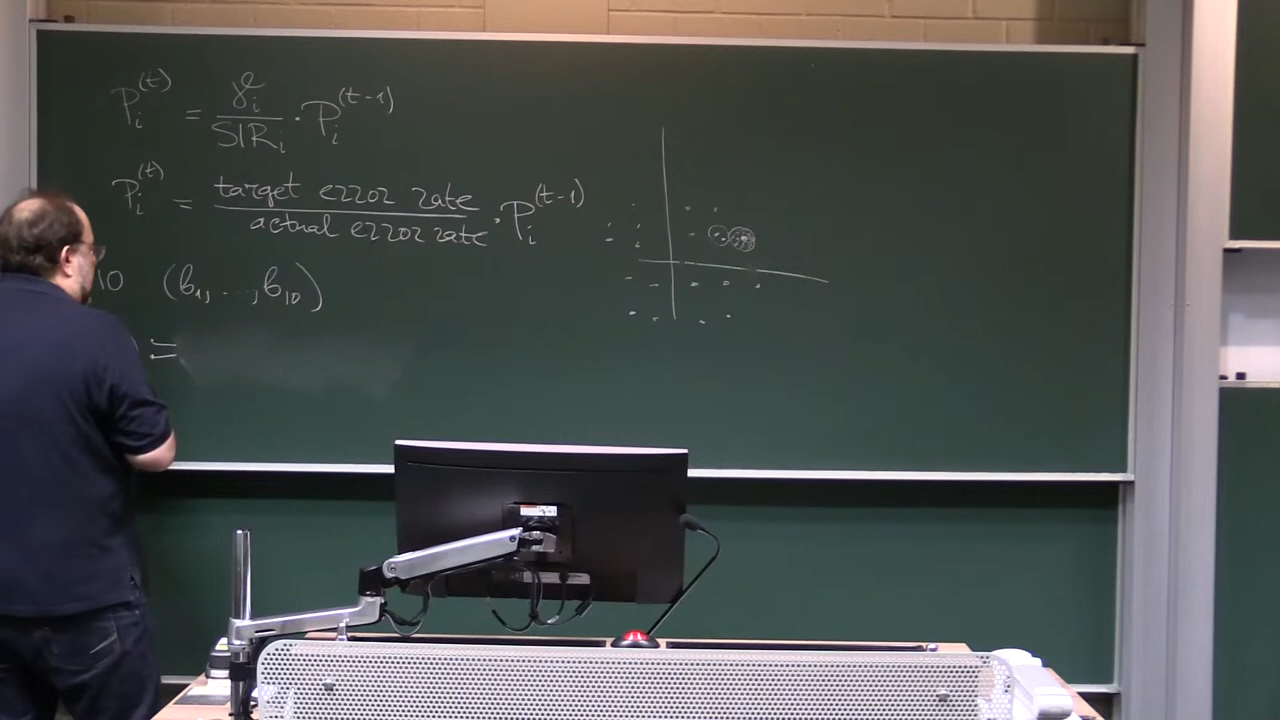 P_i^(t) = γ_i / SIR_i · P_i^(t-1)
P_i^(t) = target error rate / actual error rate · P_i^(t-1)
10 (b_1, ..., b_10)
=